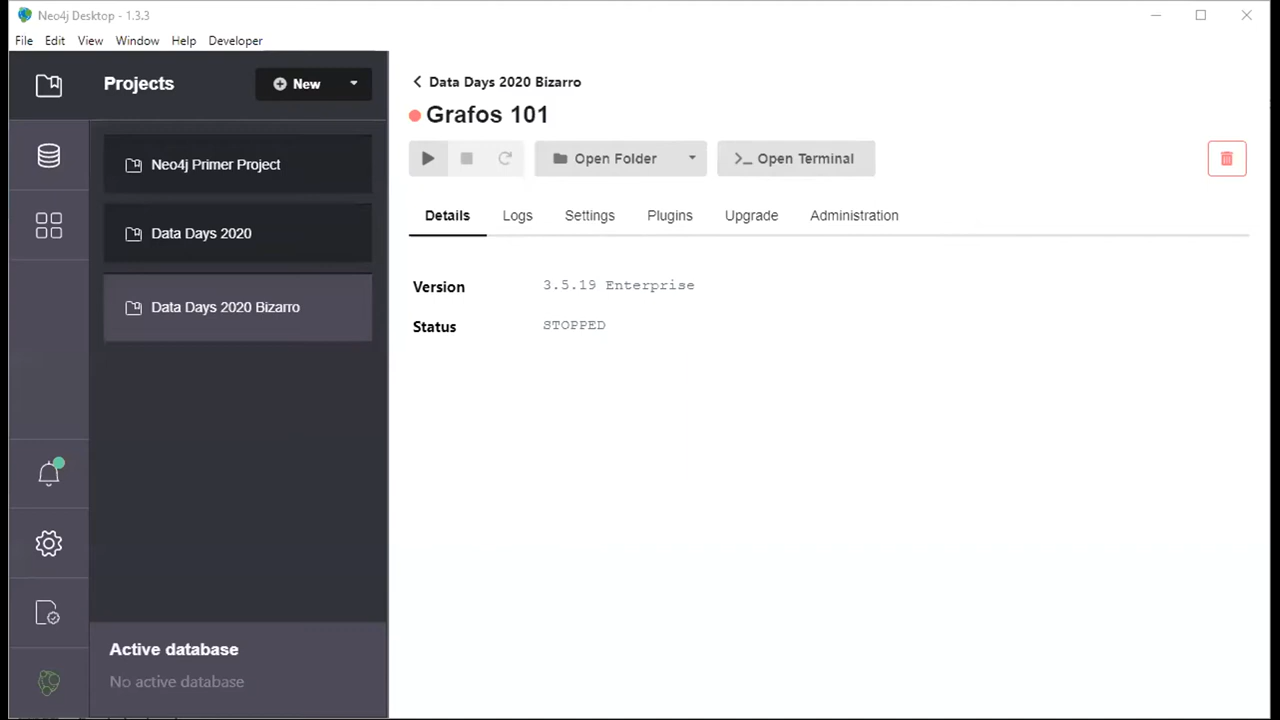 Neo4j Desktop - 1.3.3
File Edit View Window Help Developer
Projects
New
Neo4j Primer Project
Data Days 2020
Data Days 2020 Bizarro
Active database
No active database
Data Days 2020 Bizarro
Grafos 101
Open Folder
>_ Open Terminal
Details Logs Settings Plugins Upgrade Administration
Version 3.5.19 Enterprise
Status STOPPED